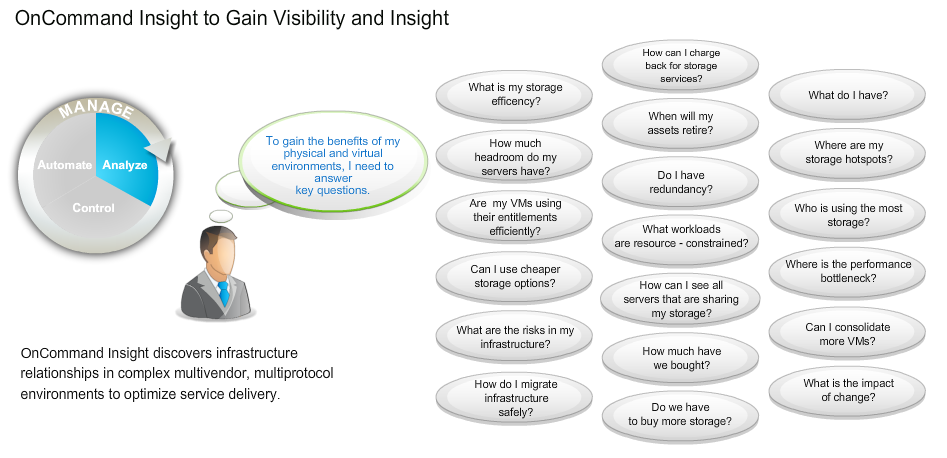 OnCommand Insight to Gain Visibility and Insight
MANAGE
Automate
Analyze
Control
To gain the benefits of my
physical and virtual
environments, I need to
answer
key questions.
OnCommand Insight discovers infrastructure
relationships in complex multivendor, multiprotocol
environments to optimize service delivery.
What is my storage
efficency?
How much
headroom do my
servers have?
Are my VMs using
their entitlements
efficiently?
Can I use cheaper
storage options?
What are the risks in my
infrastructure?
How do I migrate
infrastructure
safely?
How can I charge
back for storage
services?
When will my
assets retire?
Do I have
redundancy?
What workloads
are resource - constrained?
How can I see all
servers that are sharing
my storage?
How much have
we bought?
Do we have
to buy more storage?
What do I have?
Where are my
storage hotspots?
Who is using the most
storage?
Where is the performance
bottleneck?
Can I consolidate
more VMs?
What is the impact
of change?